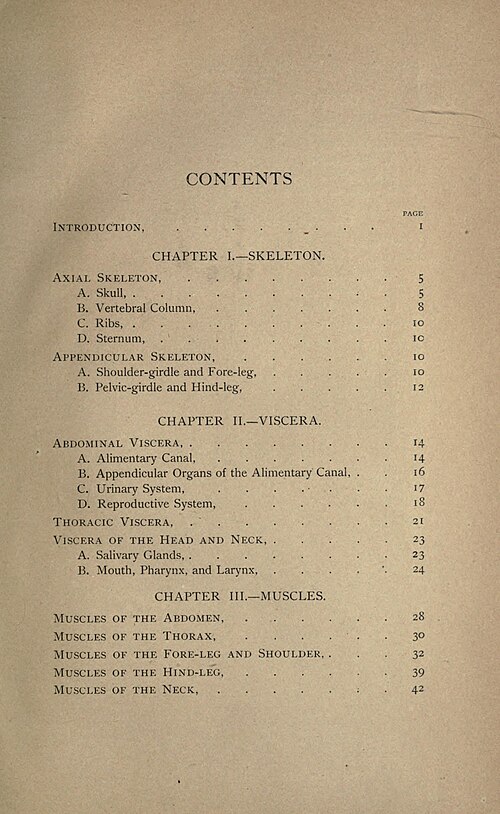 CONTENTS
PAGE
INTRODUCTION, . . . . . . . . 1
CHAPTER I.—SKELETON.
AXIAL SKELETON, . . . . . . . 5
A. Skull, . . . . . . . . 5
B. Vertebral Column, . . . . . . 8
C. Ribs, . . . . . . . . 10
D. Sternum, . . . . . . . 10
APPENDICULAR SKELETON, . . . . . 10
A. Shoulder-girdle and Fore-leg, . . . . 10
B. Pelvic-girdle and Hind-leg, . . . . . 12
CHAPTER II.—VISCERA.
ABDOMINAL VISCERA, . . . . . . . 14
A. Alimentary Canal, . . . . . . 14
B. Appendicular Organs of the Alimentary Canal, . . 16
C. Urinary System, . . . . . . 17
D. Reproductive System, . . . . . 18
THORACIC VISCERA, . . . . . . . 21
VISCERA OF THE HEAD AND NECK, . . . . 23
A. Salivary Glands, . . . . . . . 23
B. Mouth, Pharynx, and Larynx, . . . . 24
CHAPTER III.—MUSCLES.
MUSCLES OF THE ABDOMEN, . . . . . 28
MUSCLES OF THE THORAX, . . . . . 30
MUSCLES OF THE FORE-LEG AND SHOULDER, . . . 32
MUSCLES OF THE HIND-LEG, . . . . . 39
MUSCLES OF THE NECK, . . . . . . 42